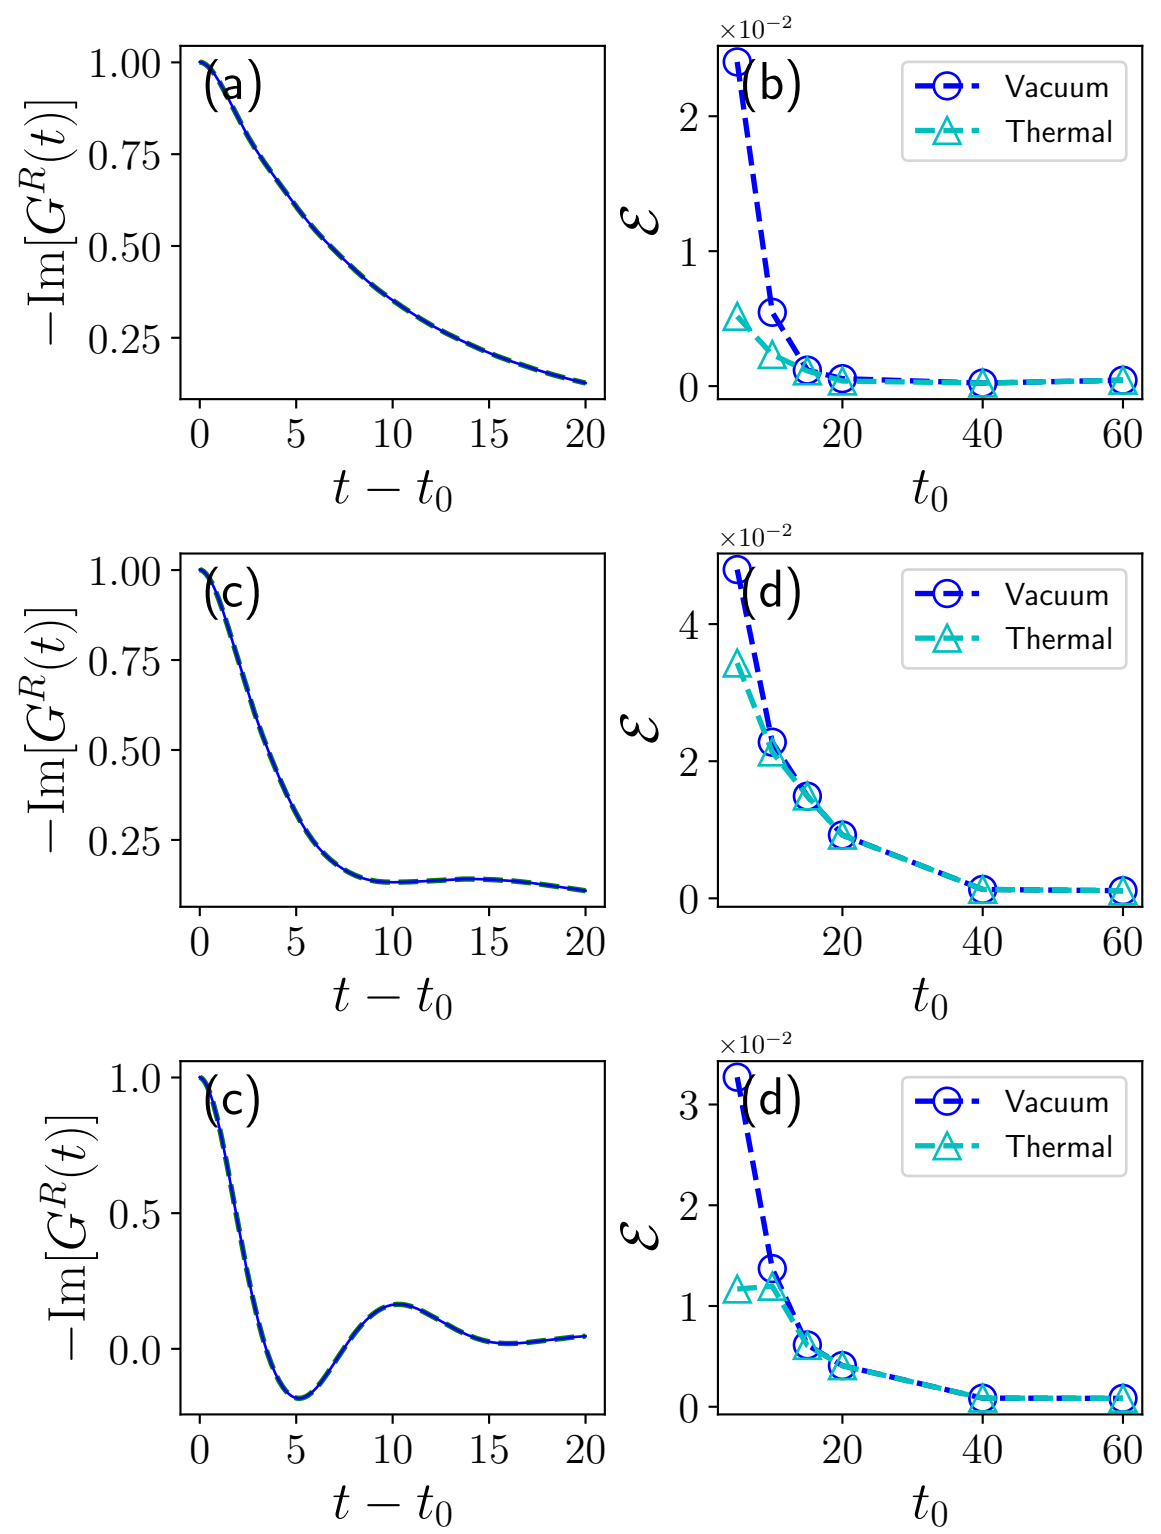 (a)
−Im[G^R(t)]
1.00
0.75
0.50
0.25
0 5 10 15 20
t − t_0
×10^−2
(b)
Vacuum
Thermal
ℰ
2
1
0
20 40 60
t_0
(c)
−Im[G^R(t)]
1.00
0.75
0.50
0.25
0 5 10 15 20
t − t_0
×10^−2
(d)
Vacuum
Thermal
ℰ
4
2
0
20 40 60
t_0
(c)
−Im[G^R(t)]
1.0
0.5
0.0
0 5 10 15 20
t − t_0
×10^−2
(d)
Vacuum
Thermal
ℰ
3
2
1
0
20 40 60
t_0